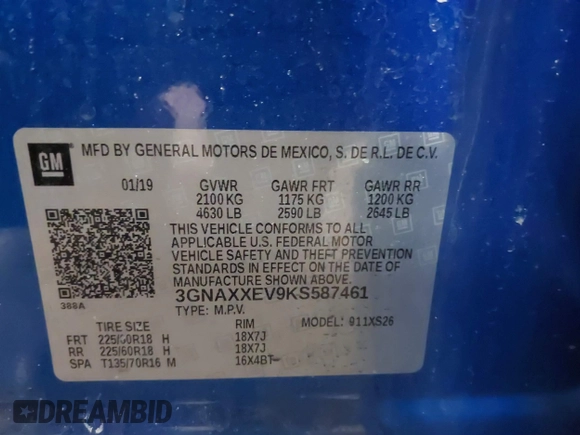 GM
MFD BY GENERAL MOTORS DE MEXICO, S. DE R.L. DE C.V.
01/19 GVWR GAWR FRT GAWR RR
2100 KG 1175 KG 1200 KG
4630 LB 2590 LB 2645 LB
THIS VEHICLE CONFORMS TO ALL
APPLICABLE U.S. FEDERAL MOTOR
VEHICLE SAFETY AND THEFT PREVENTION
STANDARDS IN EFFECT ON THE DATE OF
MANUFACTURE SHOWN ABOVE.
388A 3GNAXXEV9KS587461
TYPE: M.P.V. MODEL: 911XS26
TIRE SIZE RIM
FRT 225/60R18 H 18X7J
RR 225/60R18 H 18X7J
SPA T135/70R16 M 16X4BT
DREAMBID